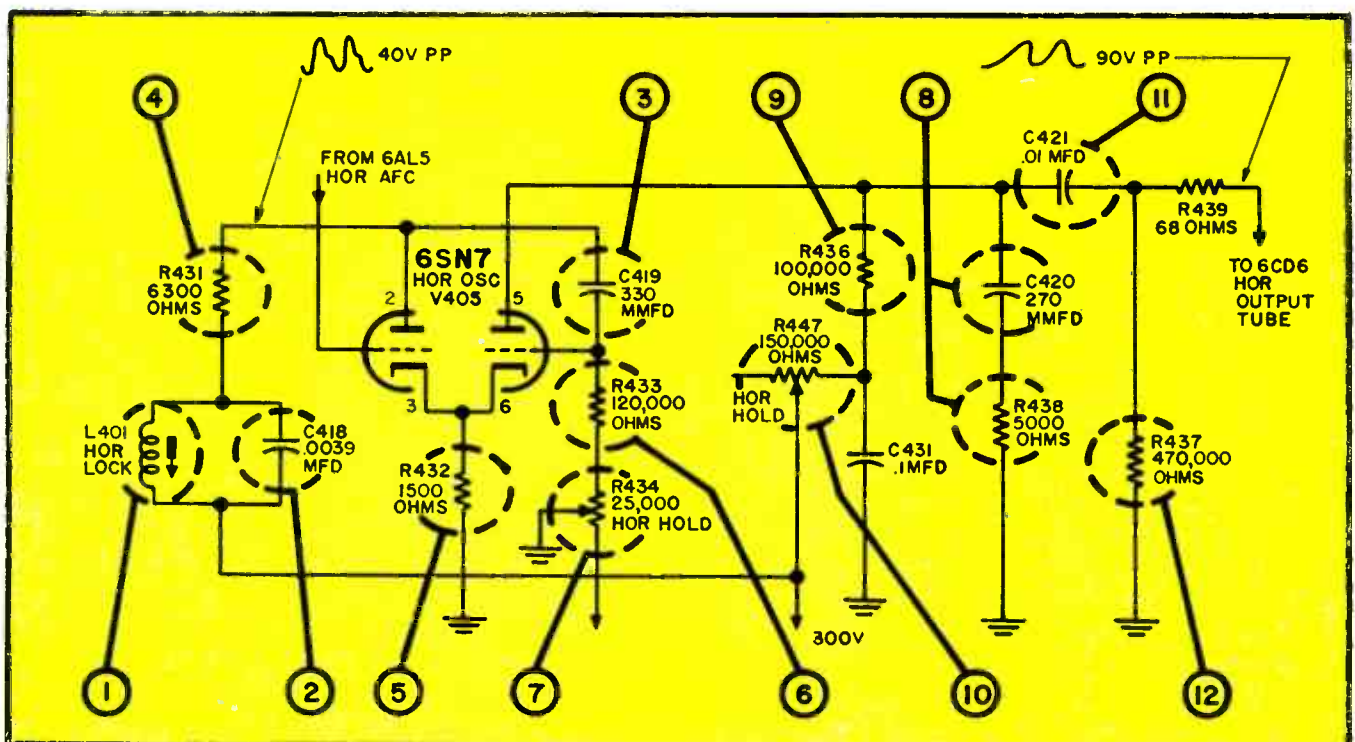 40V PP
90V PP
4
3
9
8
11
C421
.01 MFD
FROM 6AL5
HOR AFC
R431
6300
OHMS
6SN7
HOR OSC
V405
2
5
3
6
C419
330
MMFD
R436
100,000
OHMS
R439
68 OHMS
TO 6CD6
HOR
OUTPUT
TUBE
C420
270
MMFD
R447
150,000
OHMS
HOR
HOLD
L401
HOR
LOCK
C418
.0039
MFD
R432
1500
OHMS
R433
120,000
OHMS
R434
25,000
HOR HOLD
C431
.1MFD
R438
5000
OHMS
R437
470,000
OHMS
300V
1
2
5
7
6
10
12